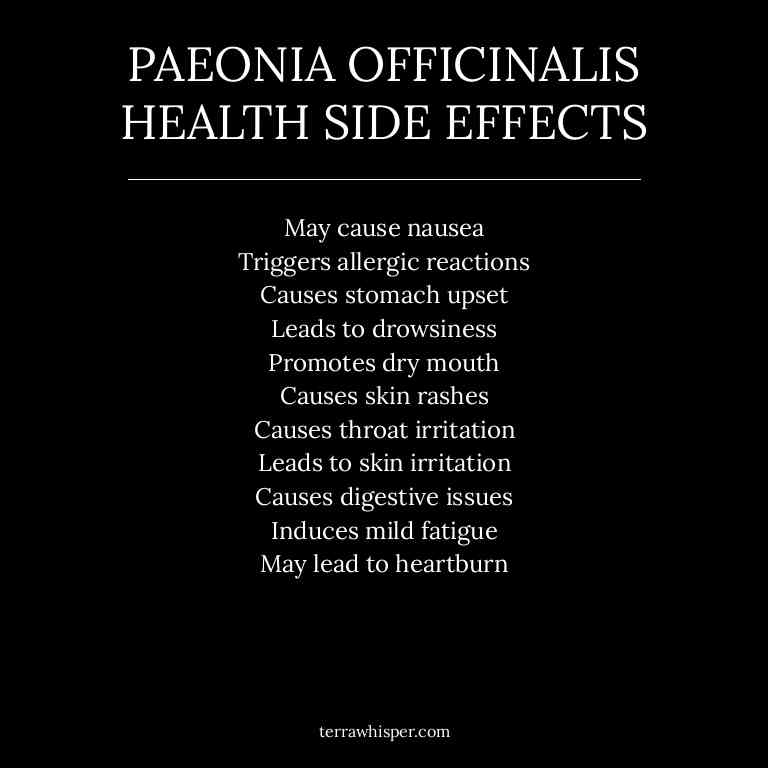 PAEONIA OFFICINALIS
HEALTH SIDE EFFECTS
May cause nausea
Triggers allergic reactions
Causes stomach upset
Leads to drowsiness
Promotes dry mouth
Causes skin rashes
Causes throat irritation
Leads to skin irritation
Causes digestive issues
Induces mild fatigue
May lead to heartburn
terrawhisper.com